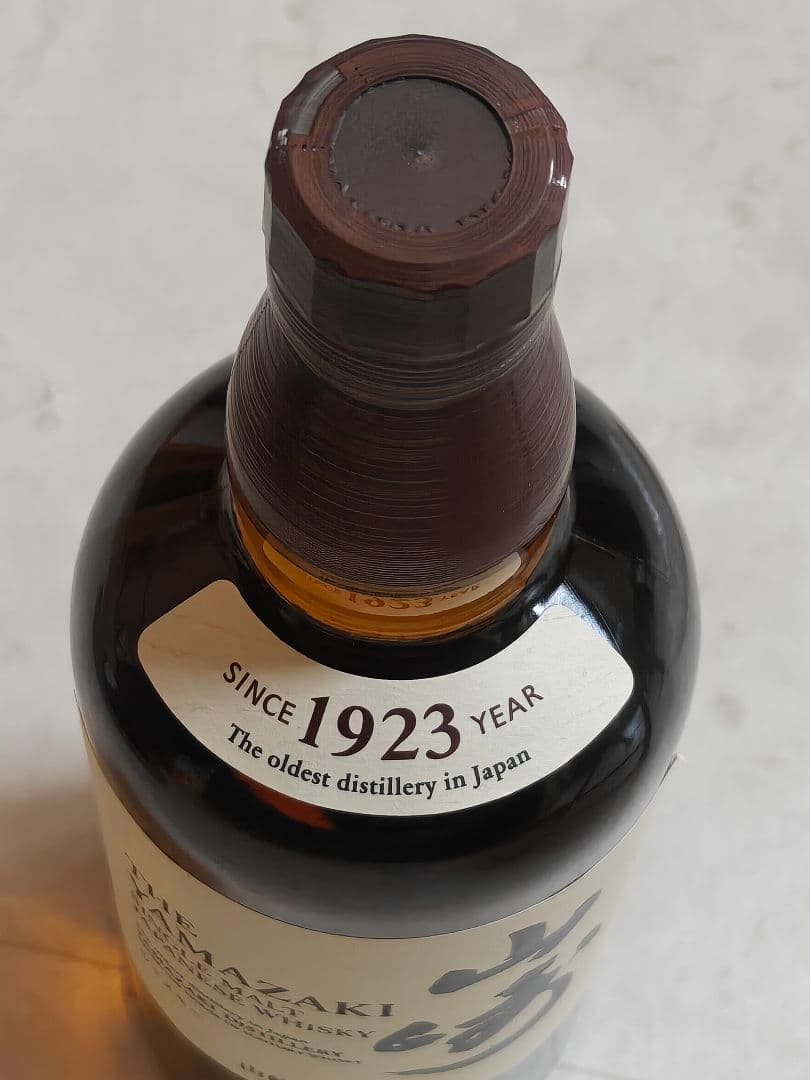 SINCE 1923 YEAR
The oldest distillery in Japan
THE
YAMAZAKI
SINGLE MALT
JAPANESE WHISKY
山崎